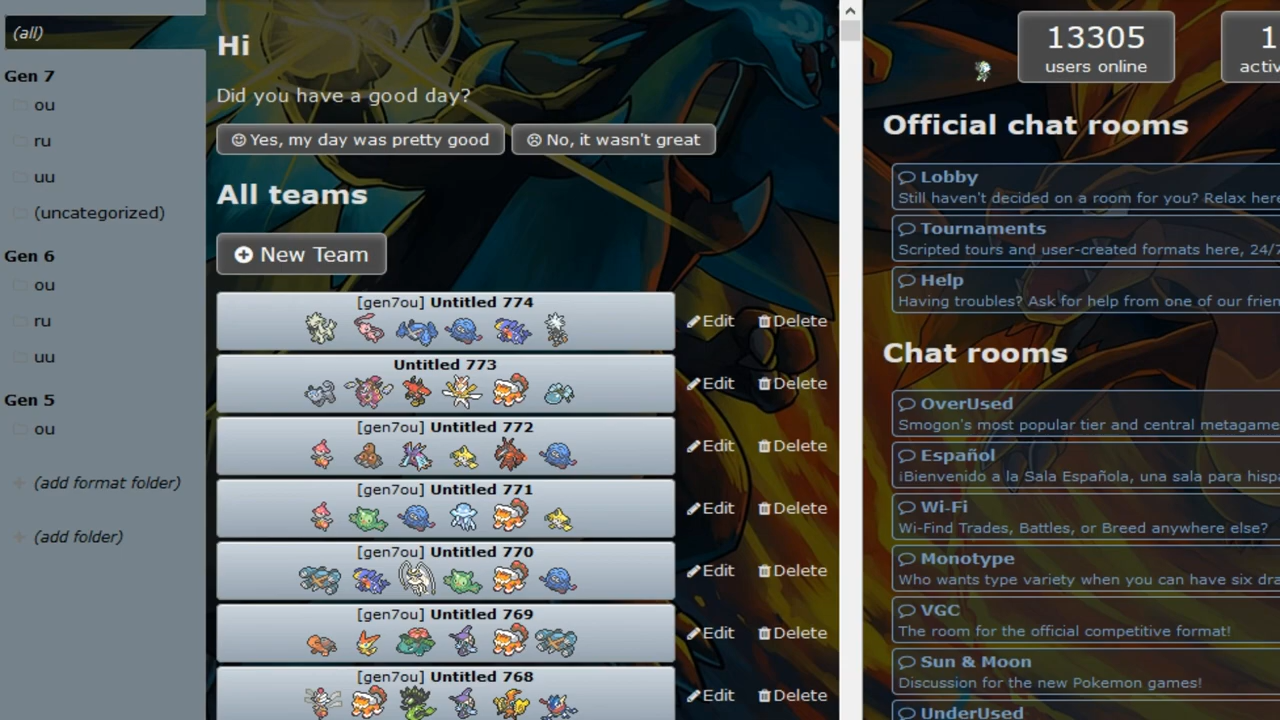 (all)
Gen 7
ou
ru
uu
(uncategorized)
Gen 6
ou
ru
uu
Gen 5
ou
(add format folder)
(add folder)
Hi
Did you have a good day?
Yes, my day was pretty good
No, it wasn't great
All teams
New Team
[gen7ou] Untitled 774
Edit Delete
Untitled 773
Edit Delete
[gen7ou] Untitled 772
Edit Delete
[gen7ou] Untitled 771
Edit Delete
[gen7ou] Untitled 770
Edit Delete
[gen7ou] Untitled 769
Edit Delete
[gen7ou] Untitled 768
Edit Delete
13305
users online
1
activ
Official chat rooms
Lobby
Still haven't decided on a room for you? Relax here
Tournaments
Scripted tours and user-created formats here, 24/7
Help
Having troubles? Ask for help from one of our frien
Chat rooms
OverUsed
Smogon's most popular tier and central metagame
Español
¡Bienvenido a la Sala Española, una sala para hispa
Wi-Fi
Wi-Find Trades, Battles, or Breed anywhere else?
Monotype
Who wants type variety when you can have six dra
VGC
The room for the official competitive format!
Sun & Moon
Discussion for the new Pokemon games!
UnderUsed